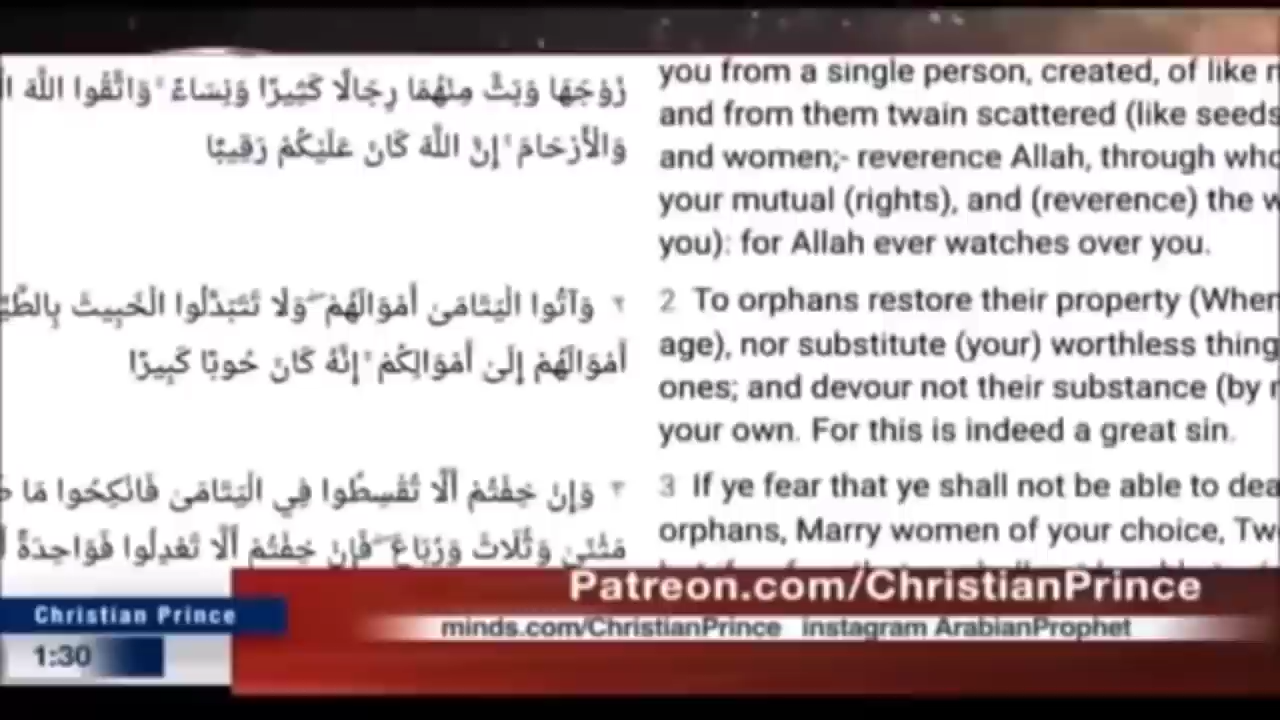 زَوْجَهَا وَبَثَّ مِنْهُمَا رِجَالًا كَثِيرًا وَنِسَاءً ۚ وَاتَّقُوا اللَّهَ
وَالْأَرْحَامَ ۚ إِنَّ اللَّهَ كَانَ عَلَيْكُمْ رَقِيبًا
٢ وَآتُوا الْيَتَامَىٰ أَمْوَالَهُمْ ۖ وَلَا تَتَبَدَّلُوا الْخَبِيثَ
أَمْوَالَهُمْ إِلَىٰ أَمْوَالِكُمْ ۚ إِنَّهُ كَانَ حُوبًا كَبِيرًا
٣ وَإِنْ خِفْتُمْ أَلَّا تُقْسِطُوا فِي الْيَتَامَىٰ فَانْكِحُوا مَا
مَثْنَىٰ وَثُلَاثَ وَرُبَاعَ ۖ فَإِنْ خِفْتُمْ أَلَّا تَعْدِلُوا فَوَاحِدَةً
you from a single person, created, of like
and from them twain scattered (like seeds
and women;- reverence Allah, through
your mutual (rights), and (reverence) the
you): for Allah ever watches over you.
2 To orphans restore their property (When
age), nor substitute (your) worthless thing
ones; and devour not their substance (by
your own. For this is indeed a great sin.
3 If ye fear that ye shall not be able to
orphans, Marry women of your choice,
Patreon.com/ChristianPrince
Christian Prince
minds.com/ChristianPrince instagram ArabianProphet
1:30